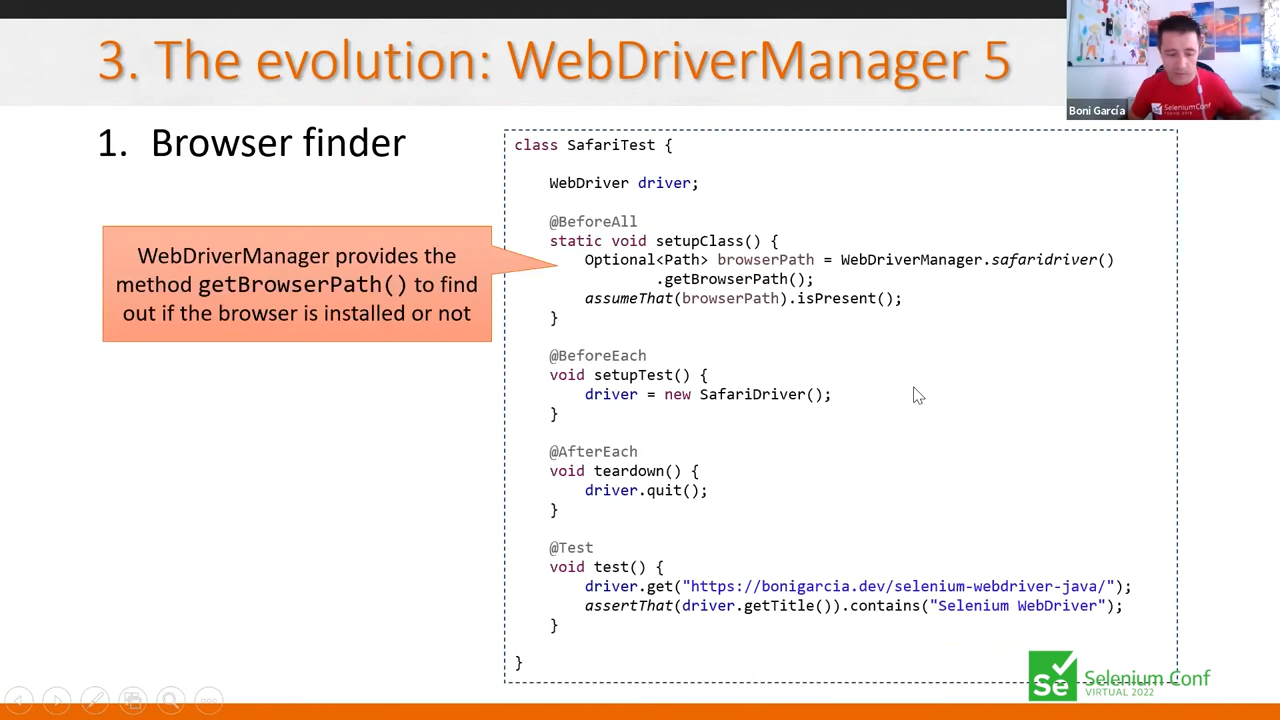 3. The evolution: WebDriverManager 5
Boni García
SeleniumConf
1. Browser finder
WebDriverManager provides the
method getBrowserPath() to find
out if the browser is installed or not
class SafariTest {
WebDriver driver;
@BeforeAll
static void setupClass() {
Optional<Path> browserPath = WebDriverManager.safaridriver()
.getBrowserPath();
assumeThat(browserPath).isPresent();
}
@BeforeEach
void setupTest() {
driver = new SafariDriver();
}
@AfterEach
void teardown() {
driver.quit();
}
@Test
void test() {
driver.get("https://bonigarcia.dev/selenium-webdriver-java/");
assertThat(driver.getTitle()).contains("Selenium WebDriver");
}
}
Se
Selenium Conf
VIRTUAL 2022